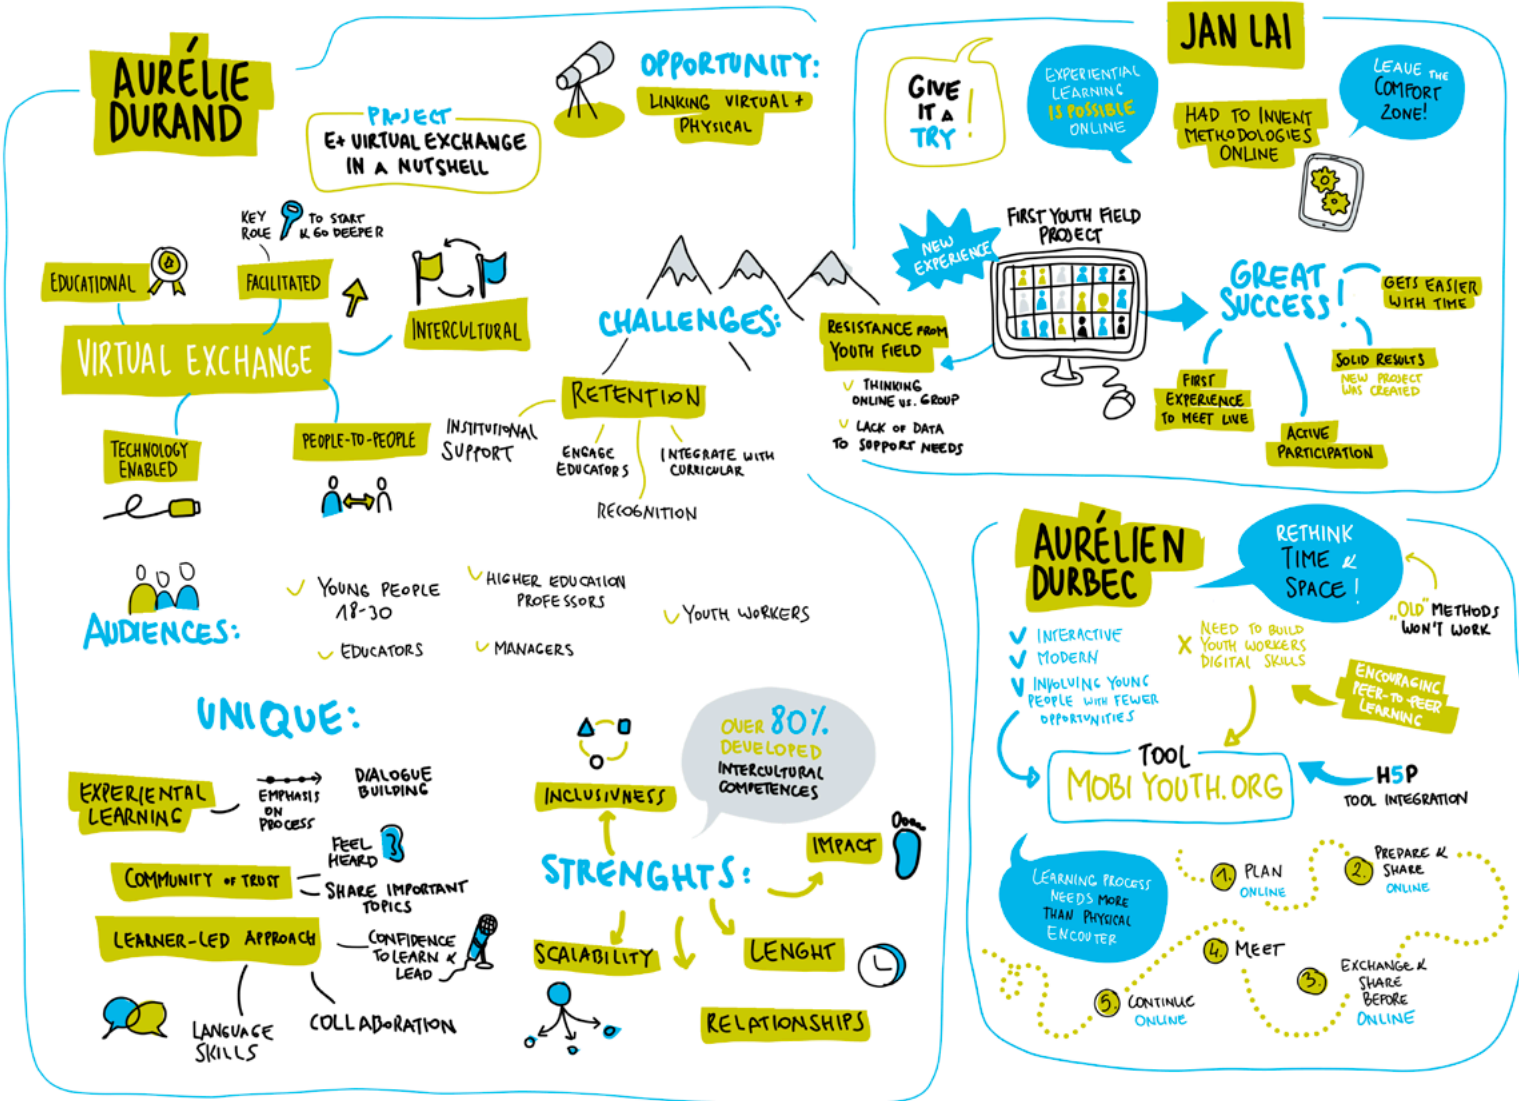 AURÉLIE
DURAND
PROJECT
E+ VIRTUAL EXCHANGE
IN A NUTSHELL
OPPORTUNITY:
LINKING VIRTUAL +
PHYSICAL
KEY
ROLE
TO START
& GO DEEPER
EDUCATIONAL
FACILITATED
INTERCULTURAL
VIRTUAL EXCHANGE
TECHNOLOGY
ENABLED
PEOPLE-TO-PEOPLE
CHALLENGES:
RETENTION
INSTITUTIONAL
SUPPORT
ENGAGE
EDUCATORS
INTEGRATE WITH
CURRICULAR
RECOGNITION
RESISTANCE FROM
YOUTH FIELD
THINKING
ONLINE VS. GROUP
LACK OF DATA
TO SUPPORT NEEDS
AUDIENCES:
YOUNG PEOPLE
18-30
HIGHER EDUCATION
PROFESSORS
YOUTH WORKERS
EDUCATORS
MANAGERS
UNIQUE:
EXPERIENTAL
LEARNING
EMPHASIS
ON
PROCESS
DIALOGUE
BUILDING
COMMUNITY OF TRUST
FEEL
HEARD
SHARE IMPORTANT
TOPICS
LEARNER-LED APPROACH
CONFIDENCE
TO LEARN &
LEAD
LANGUAGE
SKILLS
COLLABORATION
OVER 80%
DEVELOPED
INTERCULTURAL
COMPETENCES
INCLUSIVNESS
STRENGHTS:
IMPACT
SCALABILITY
LENGHT
RELATIONSHIPS
JAN LAI
GIVE
IT A
TRY!
EXPERIENTIAL
LEARNING
IS POSSIBLE
ONLINE
HAD TO INVENT
METHODOLOGIES
ONLINE
LEAVE THE
COMFORT
ZONE!
NEW
EXPERIENCE
FIRST YOUTH FIELD
PROJECT
GREAT
SUCCESS!
GETS EASIER
WITH TIME
SOLID RESULTS
NEW PROJECT
WAS CREATED
FIRST
EXPERIENCE
TO MEET LIVE
ACTIVE
PARTICIPATION
AURÉLIEN
DURBEC
RETHINK
TIME &
SPACE!
"OLD" METHODS
WON'T WORK
INTERACTIVE
MODERN
INVOLVING YOUNG
PEOPLE WITH FEWER
OPPORTUNITIES
NEED TO BUILD
YOUTH WORKERS
DIGITAL SKILLS
ENCOURAGING
PEER-TO-PEER
LEARNING
TOOL
MOBI YOUTH.ORG
H5P
TOOL INTEGRATION
LEARNING PROCESS
NEEDS MORE
THAN PHYSICAL
ENCOUTER
1. PLAN
ONLINE
2. PREPARE &
SHARE
ONLINE
3. EXCHANGE &
SHARE
BEFORE
ONLINE
4. MEET
5. CONTINUE
ONLINE